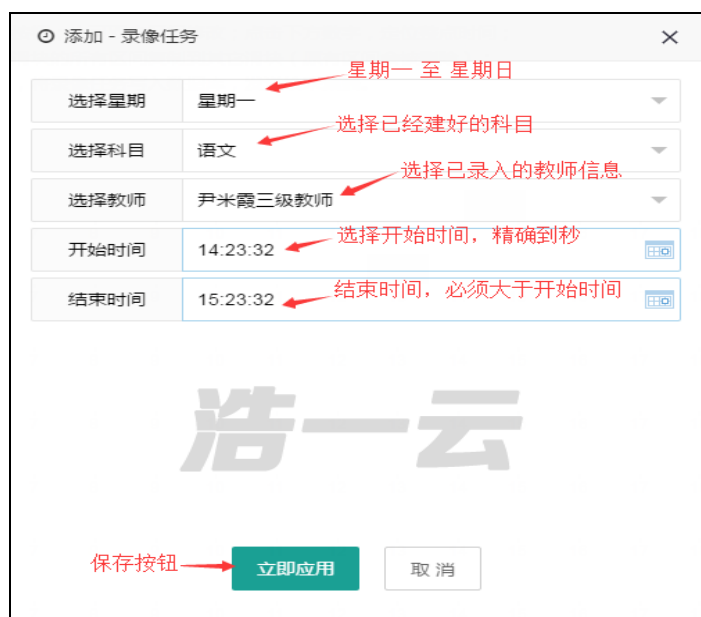 添加 - 录像任务
星期一 至 星期日
选择星期 星期一
选择已经建好的科目
选择科目 语文
选择已录入的教师信息
选择教师 尹米霞三级教师
选择开始时间，精确到秒
开始时间 14:23:32
结束时间，必须大于开始时间
结束时间 15:23:32
浩一云
保存按钮 立即应用 取 消